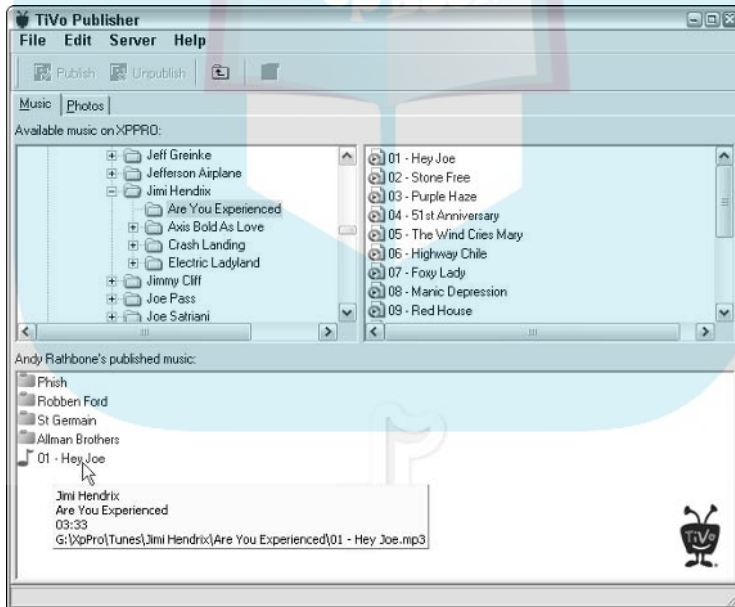 TiVo Publisher
File Edit Server Help
Publish Unpublish
Music Photos
Available music on XPPRO:
Jeff Greinke
Jefferson Airplane
Jimi Hendrix
Are You Experienced
Axis Bold As Love
Crash Landing
Electric Ladyland
Jimmy Cliff
Joe Pass
Joe Satriani
01 - Hey Joe
02 - Stone Free
03 - Purple Haze
04 - 51st Anniversary
05 - The Wind Cries Mary
06 - Highway Chile
07 - Foxy Lady
08 - Manic Depression
09 - Red House
Andy Rathbone's published music:
Phish
Robben Ford
St Germain
Allman Brothers
01 - Hey Joe
Jimi Hendrix
Are You Experienced
03:33
G:\XpPro\Tunes\Jimi Hendrix\Are You Experienced\01 - Hey Joe.mp3
TiVo